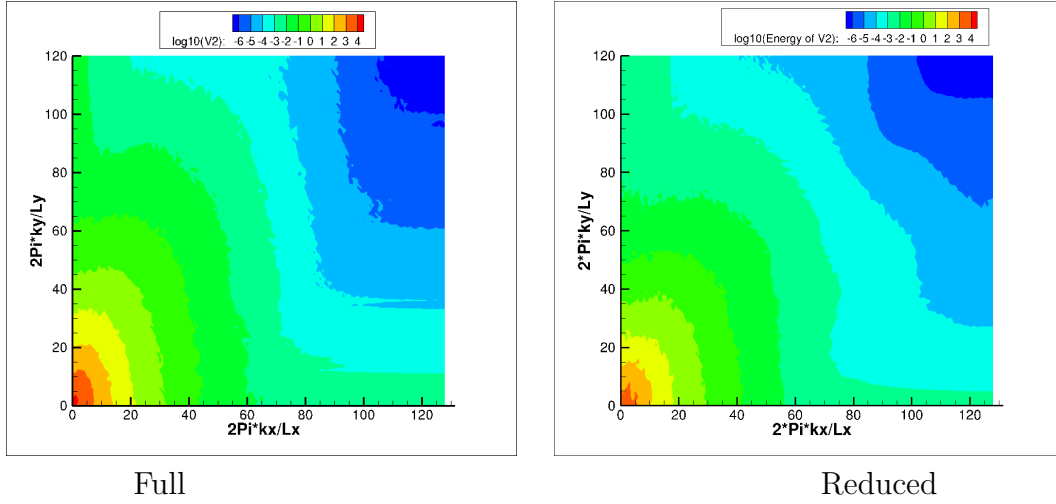 log10(V2): -6 -5 -4 -3 -2 -1 0 1 2 3 4
120
100
80
60
40
20
0
2Pi*ky/Ly
0 20 40 60 80 100 120
2Pi*kx/Lx
Full
log10(Energy of V2): -6 -5 -4 -3 -2 -1 0 1 2 3 4
120
100
80
60
40
20
0
2*Pi*ky/Ly
0 20 40 60 80 100 120
2*Pi*kx/Lx
Reduced